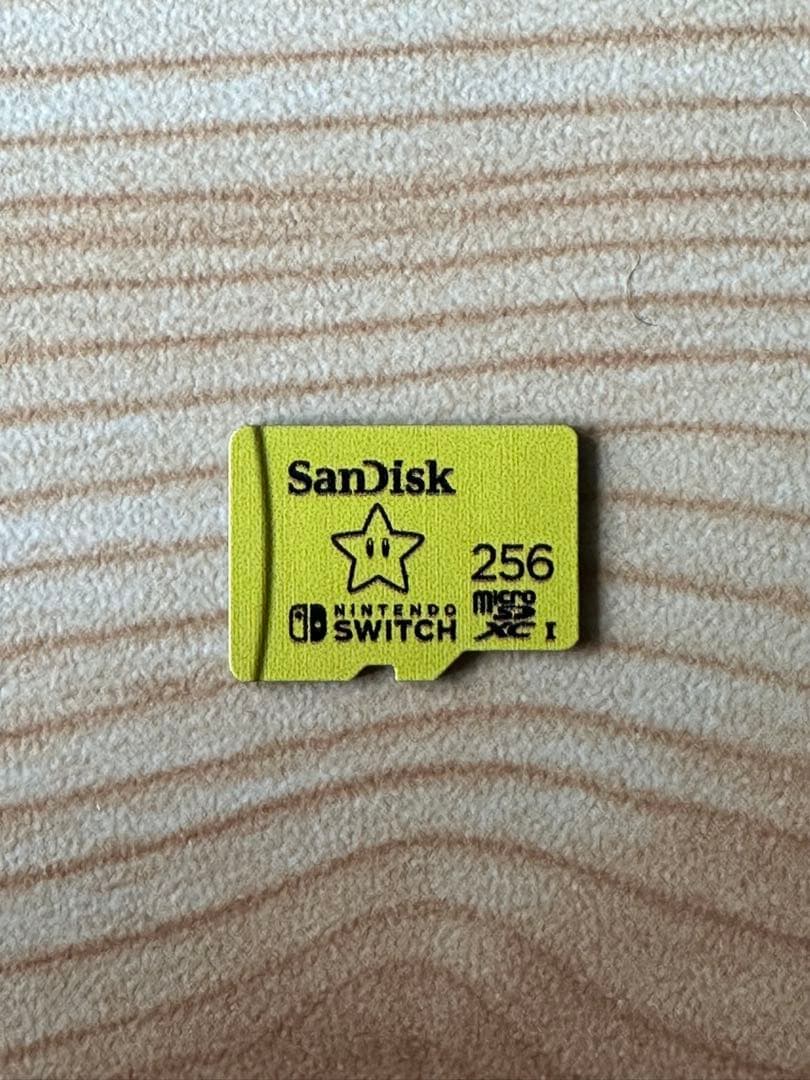 SanDisk
256
NINTENDO
SWITCH
micro
SD
XC I